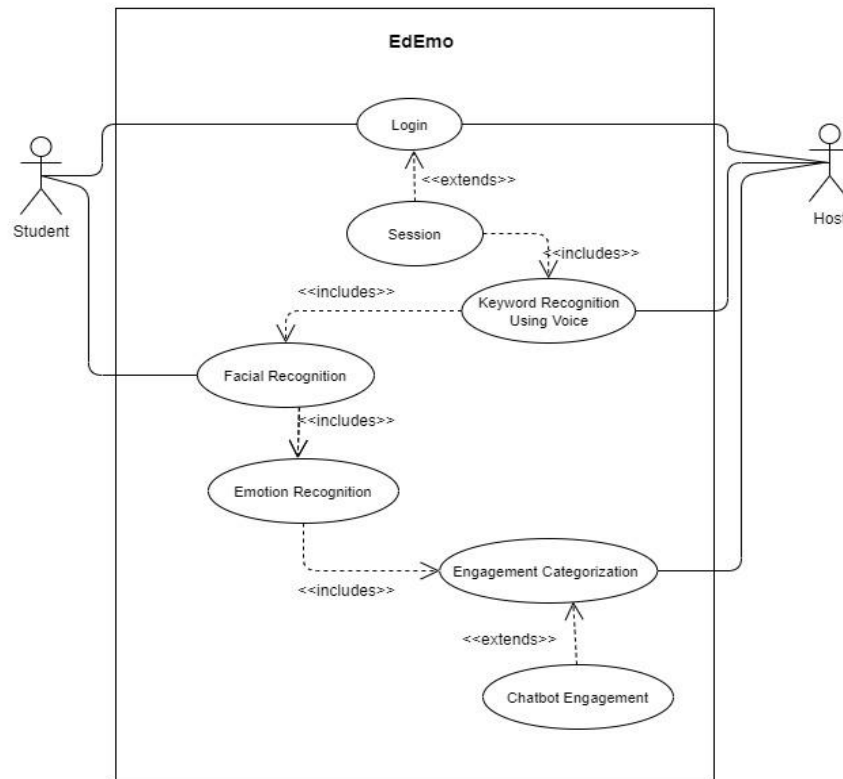 EdEmo
Login
<<extends>>
Student
Host
Session
<<includes>>
<<includes>>
Keyword Recognition
Using Voice
Facial Recognition
<<includes>>
Emotion Recognition
Engagement Categorization
<<includes>>
<<extends>>
Chatbot Engagement